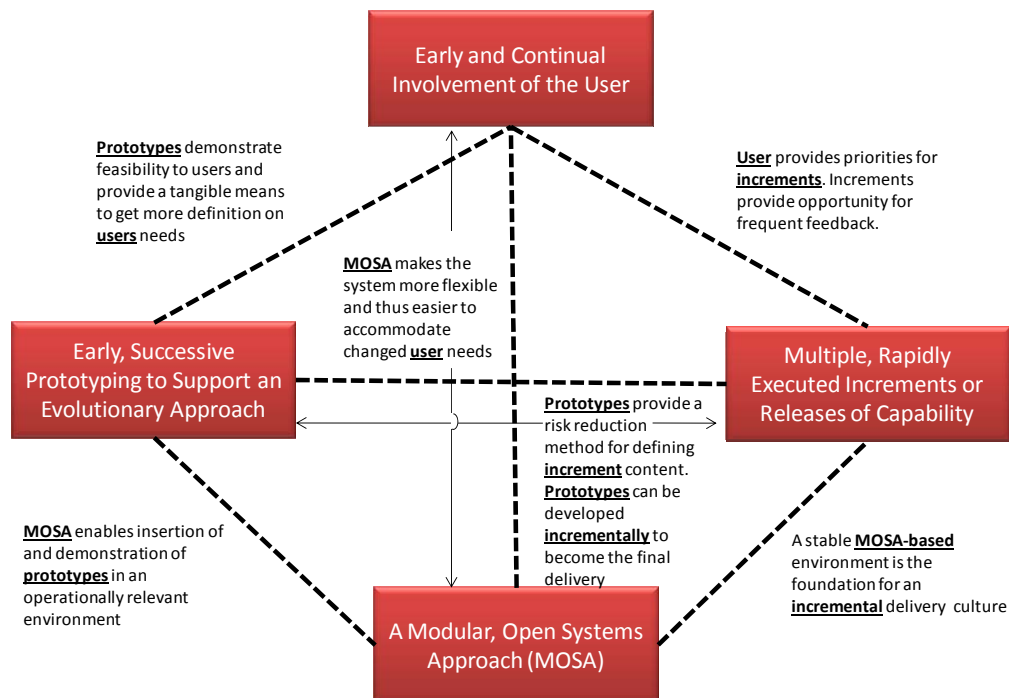 Early and Continual
Involvement of the User
Prototypes demonstrate
feasibility to users and
provide a tangible means
to get more definition on
users needs
User provides priorities for
increments. Increments
provide opportunity for
frequent feedback.
MOSA makes the
system more flexible
and thus easier to
accommodate
changed user needs
Early, Successive
Prototyping to Support an
Evolutionary Approach
Multiple, Rapidly
Executed Increments or
Releases of Capability
Prototypes provide a
risk reduction
method for defining
increment content.
Prototypes can be
developed
incrementally to
become the final
delivery
MOSA enables insertion of
and demonstration of
prototypes in an
operationally relevant
environment
A stable MOSA-based
environment is the
foundation for an
incremental delivery culture
A Modular, Open Systems
Approach (MOSA)